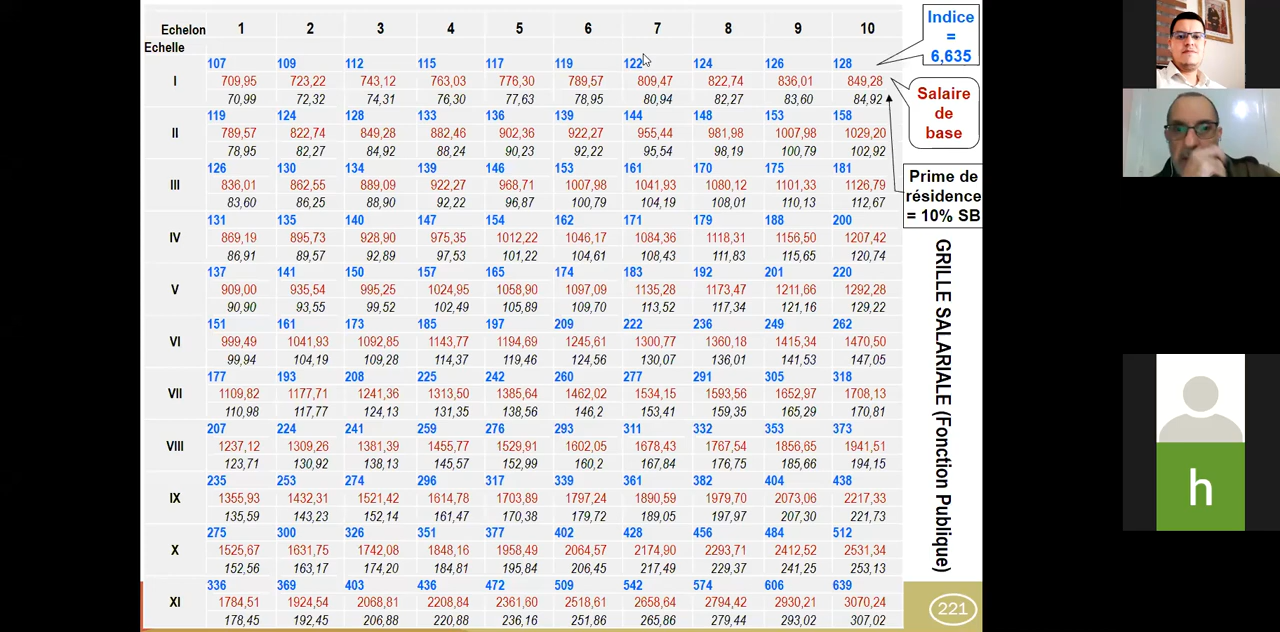 Echelon 1 2 3 4 5 6 7 8 9 10
Echelle
107 109 112 115 117 119 122 124 126 128
I 709,95 723,22 743,12 763,03 776,30 789,57 809,47 822,74 836,01 849,28
70,99 72,32 74,31 76,30 77,63 78,95 80,94 82,27 83,60 84,92
119 124 128 133 136 139 144 148 153 158
II 789,57 822,74 849,28 882,46 902,36 922,27 955,44 981,98 1007,98 1029,20
78,95 82,27 84,92 88,24 90,23 92,22 95,54 98,19 100,79 102,92
126 130 134 139 146 153 161 170 175 181
III 836,01 862,55 889,09 922,27 968,71 1007,98 1041,93 1080,12 1101,33 1126,79
83,60 86,25 88,90 92,22 96,87 100,79 104,19 108,01 110,13 112,67
131 135 140 147 154 162 171 179 188 200
IV 869,19 895,73 928,90 975,35 1012,22 1046,17 1084,36 1118,31 1156,50 1207,42
86,91 89,57 92,89 97,53 101,22 104,61 108,43 111,83 115,65 120,74
137 141 150 157 165 174 183 192 201 220
V 909,00 935,54 995,25 1024,95 1058,90 1097,09 1135,28 1173,47 1211,66 1292,28
90,90 93,55 99,52 102,49 105,89 109,70 113,52 117,34 121,16 129,22
151 161 173 185 197 209 222 236 249 262
VI 999,49 1041,93 1092,85 1143,77 1194,69 1245,61 1300,77 1360,18 1415,34 1470,50
99,94 104,19 109,28 114,37 119,46 124,56 130,07 136,01 141,53 147,05
177 193 208 225 242 260 277 291 305 318
VII 1109,82 1177,71 1241,36 1313,50 1385,64 1462,02 1534,15 1593,56 1652,97 1708,13
110,98 117,77 124,13 131,35 138,56 146,2 153,41 159,35 165,29 170,81
207 224 241 259 276 293 311 332 353 373
VIII 1237,12 1309,26 1381,39 1455,77 1529,91 1602,05 1678,43 1767,54 1856,65 1941,51
123,71 130,92 138,13 145,57 152,99 160,2 167,84 176,75 185,66 194,15
235 253 274 296 317 339 361 382 404 438
IX 1355,93 1432,31 1521,42 1614,78 1703,89 1797,24 1890,59 1979,70 2073,06 2217,33
135,59 143,23 152,14 161,47 170,38 179,72 189,05 197,97 207,30 221,73
275 300 326 351 377 402 428 456 484 512
X 1525,67 1631,75 1742,08 1848,16 1958,49 2064,57 2174,90 2293,71 2412,52 2531,34
152,56 163,17 174,20 184,81 195,84 206,45 217,49 229,37 241,25 253,13
336 369 403 436 472 509 542 574 606 639
XI 1784,51 1924,54 2068,81 2208,84 2361,60 2518,61 2658,64 2794,42 2930,21 3070,24
178,45 192,45 206,88 220,88 236,16 251,86 265,86 279,44 293,02 307,02
Indice
=
6,635
Salaire
de
base
Prime de
résidence
= 10% SB
GRILLE SALARIALE (Fonction Publique)
221
h